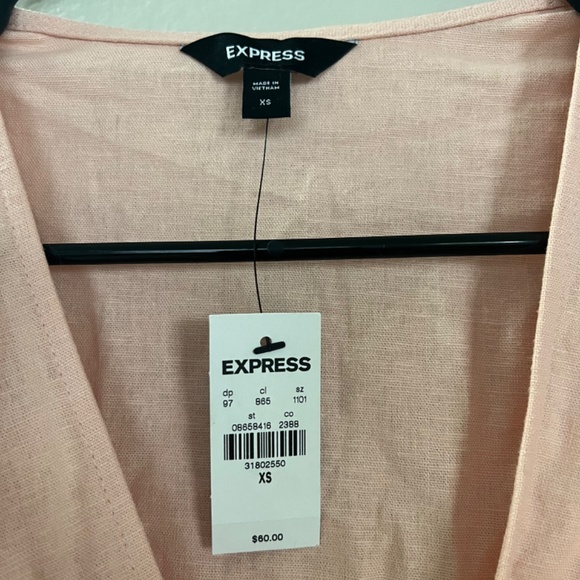 EXPRESS
MADE IN
VIETNAM
XS
EXPRESS
dp cl sz
97 865 1101
st co
08658416 2388
31802550
XS
$60.00